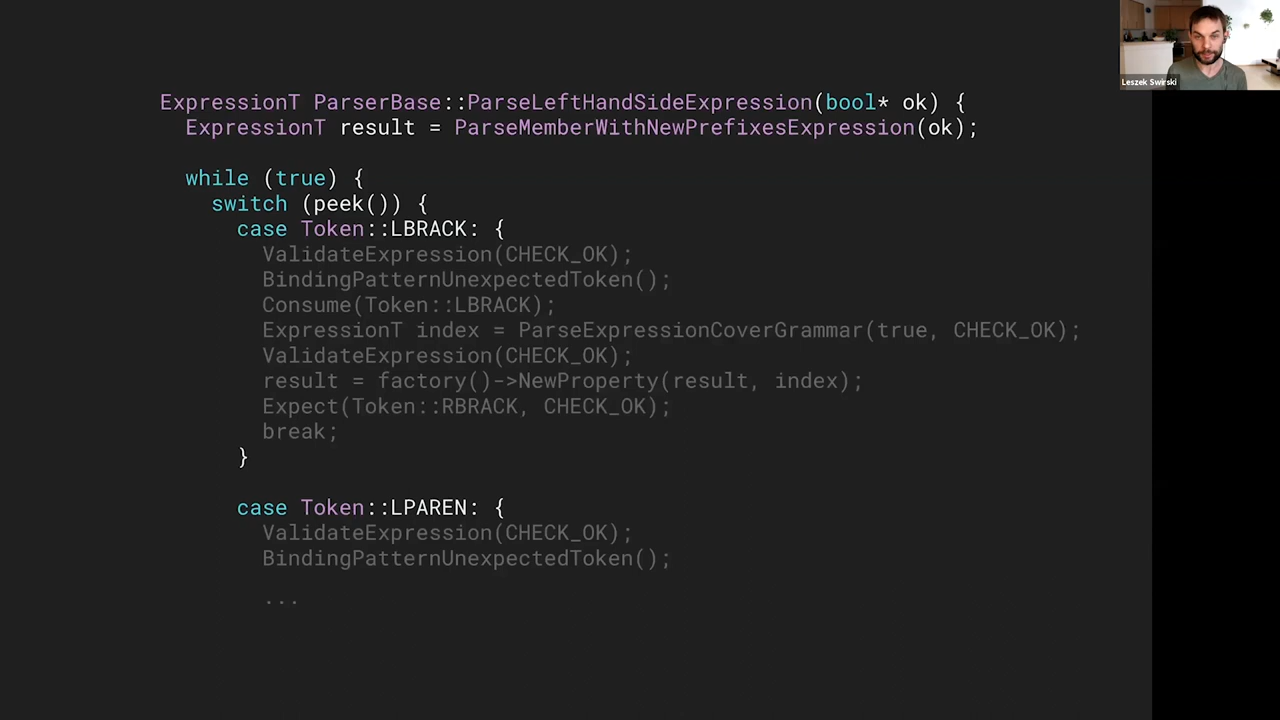 ExpressionT ParserBase::ParseLeftHandSideExpression(bool* ok) {
ExpressionT result = ParseMemberWithNewPrefixesExpression(ok);
while (true) {
switch (peek()) {
case Token::LBRACK: {
ValidateExpression(CHECK_OK);
BindingPatternUnexpectedToken();
Consume(Token::LBRACK);
ExpressionT index = ParseExpressionCoverGrammar(true, CHECK_OK);
ValidateExpression(CHECK_OK);
result = factory()->NewProperty(result, index);
Expect(Token::RBRACK, CHECK_OK);
break;
}
case Token::LPAREN: {
ValidateExpression(CHECK_OK);
BindingPatternUnexpectedToken();
...
Leszek Swirski